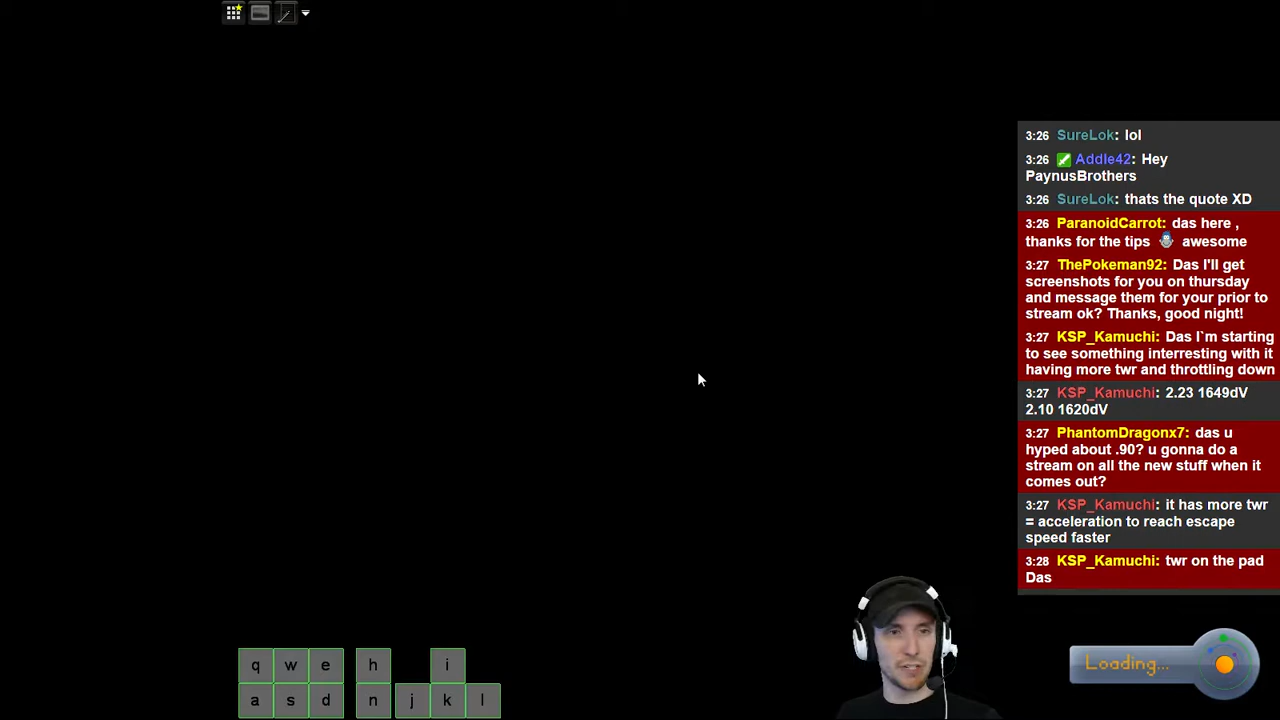 3:26 SureLok: lol
3:26 Addle42: Hey
PaynusBrothers
3:26 SureLok: thats the quote XD
3:26 ParanoidCarrot: das here ,
thanks for the tips awesome
3:27 ThePokeman92: Das I'll get
screenshots for you on thursday
and message them for your prior to
stream ok? Thanks, good night!
3:27 KSP_Kamuchi: Das I`m starting
to see something interresting with it
having more twr and throttling down
3:27 KSP_Kamuchi: 2.23 1649dV
2.10 1620dV
3:27 PhantomDragonx7: das u
hyped about .90? u gonna do a
stream on all the new stuff when it
comes out?
3:27 KSP_Kamuchi: it has more twr
= acceleration to reach escape
speed faster
3:28 KSP_Kamuchi: twr on the pad
Das
q w e h i
a s d n j k l
Loading...